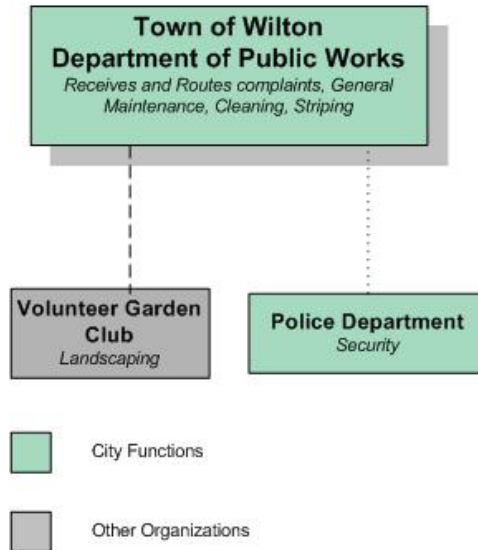 Town of Wilton
Department of Public Works
Receives and Routes complaints, General
Maintenance, Cleaning, Striping
Volunteer Garden
Club
Landscaping
Police Department
Security
City Functions
Other Organizations